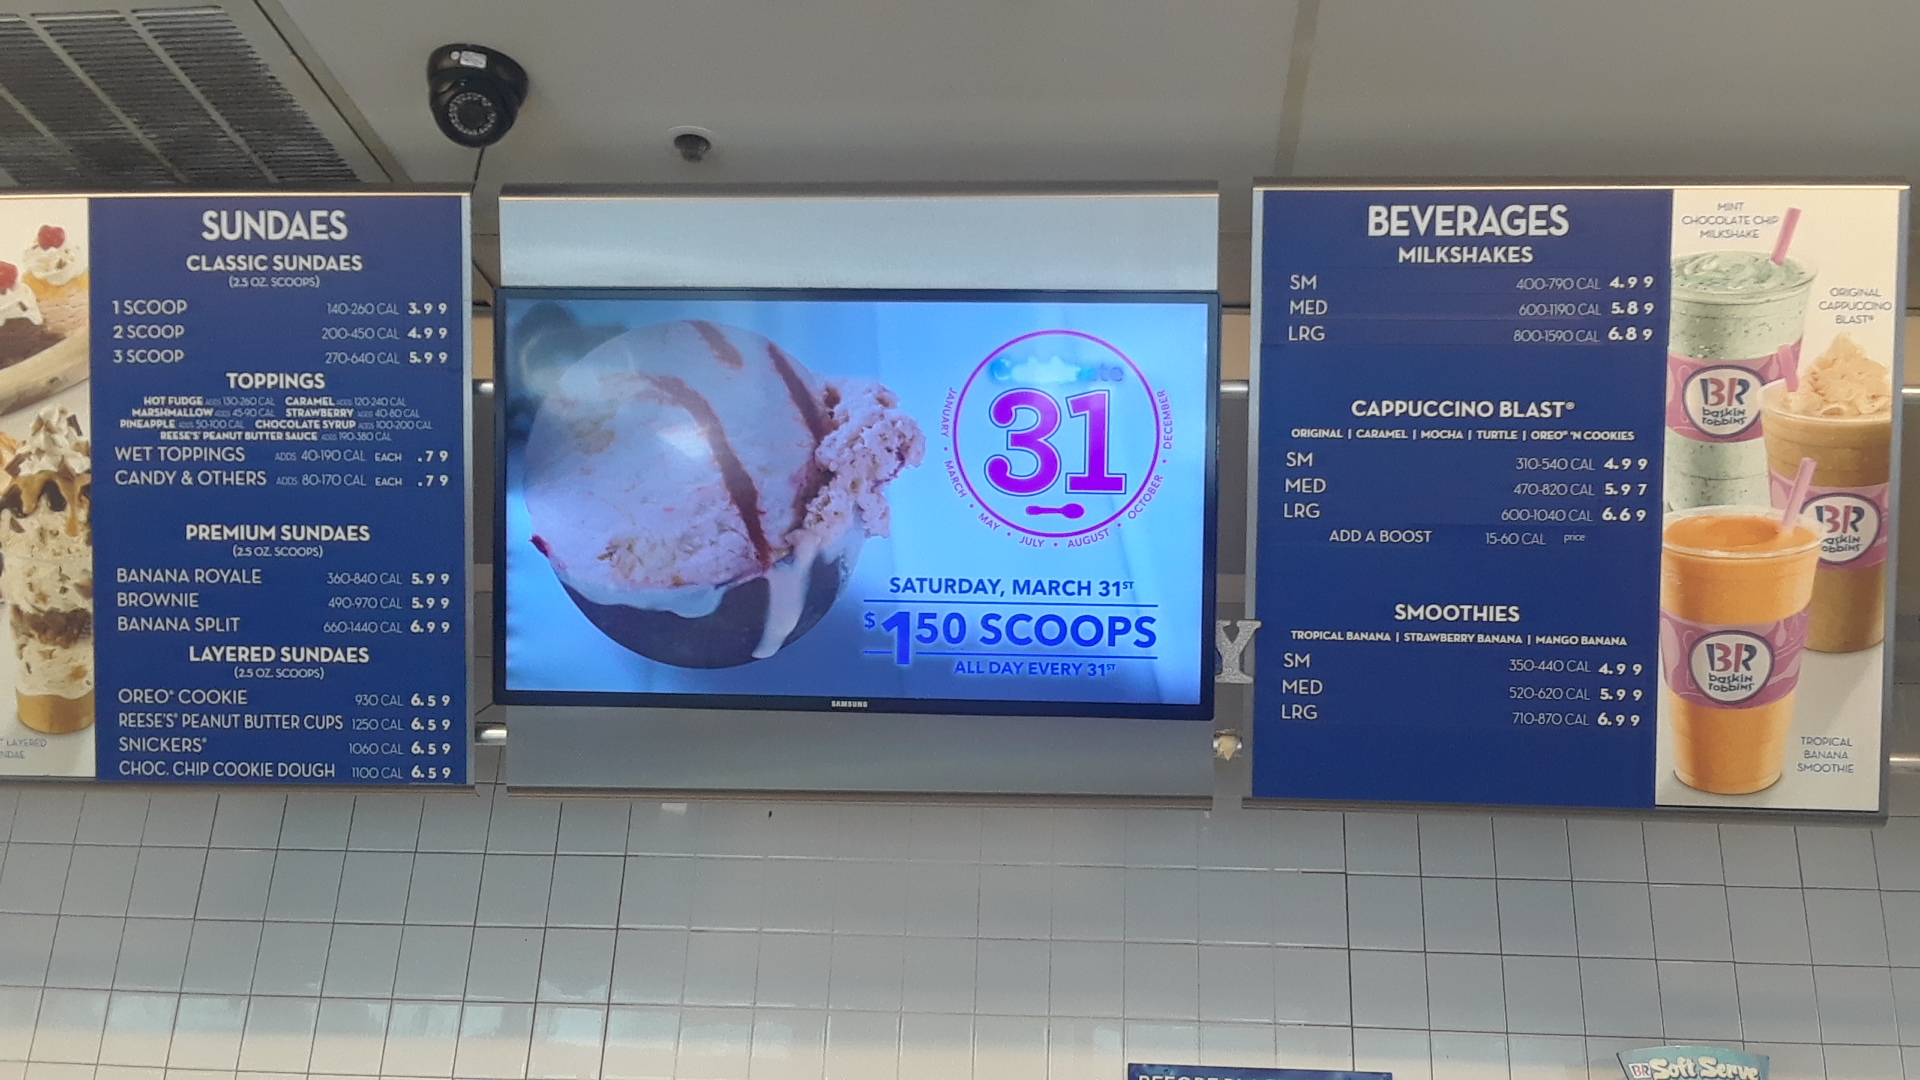 SUNDAES
CLASSIC SUNDAES
(2.5 OZ. SCOOPS)
1 SCOOP 140-260 CAL 3.99
2 SCOOP 200-450 CAL 4.99
3 SCOOP 270-640 CAL 5.99
TOPPINGS
HOT FUDGE ADDS 130-260 CAL CARAMEL ADDS 120-240 CAL
MARSHMALLOW ADDS 45-90 CAL STRAWBERRY ADDS 40-80 CAL
PINEAPPLE ADDS 50-100 CAL CHOCOLATE SYRUP ADDS 100-200 CAL
REESE'S' PEANUT BUTTER SAUCE ADDS 190-380 CAL
WET TOPPINGS ADDS 40-190 CAL EACH .79
CANDY & OTHERS ADDS 80-170 CAL EACH .79
PREMIUM SUNDAES
(2.5 OZ. SCOOPS)
BANANA ROYALE 360-840 CAL 5.99
BROWNIE 490-970 CAL 5.99
BANANA SPLIT 660-1440 CAL 6.99
LAYERED SUNDAES
(2.5 OZ. SCOOPS)
OREO® COOKIE 930 CAL 6.59
REESE'S® PEANUT BUTTER CUPS 1250 CAL 6.59
SNICKERS® 1060 CAL 6.59
CHOC. CHIP COOKIE DOUGH 1100 CAL 6.59
LAYERED
31
JANUARY • MARCH • MAY • JULY • AUGUST • OCTOBER • DECEMBER
SATURDAY, MARCH 31ST
$150 SCOOPS
ALL DAY EVERY 31ST
SAMSUNG
Y
BEVERAGES
MILKSHAKES
SM 400-790 CAL 4.99
MED 600-1190 CAL 5.89
LRG 800-1590 CAL 6.89
CAPPUCCINO BLAST®
ORIGINAL | CARAMEL | MOCHA | TURTLE | OREO® 'N COOKIES
SM 310-540 CAL 4.99
MED 470-820 CAL 5.97
LRG 600-1040 CAL 6.69
ADD A BOOST 15-60 CAL price
SMOOTHIES
TROPICAL BANANA | STRAWBERRY BANANA | MANGO BANANA
SM 350-440 CAL 4.99
MED 520-620 CAL 5.99
LRG 710-870 CAL 6.99
MINT
CHOCOLATE CHIP
MILKSHAKE
ORIGINAL
CAPPUCCINO
BLAST®
BR
baskin
robbins
BR
BR
baskin
robbins
TROPICAL
BANANA
SMOOTHIE
BR Soft Serve